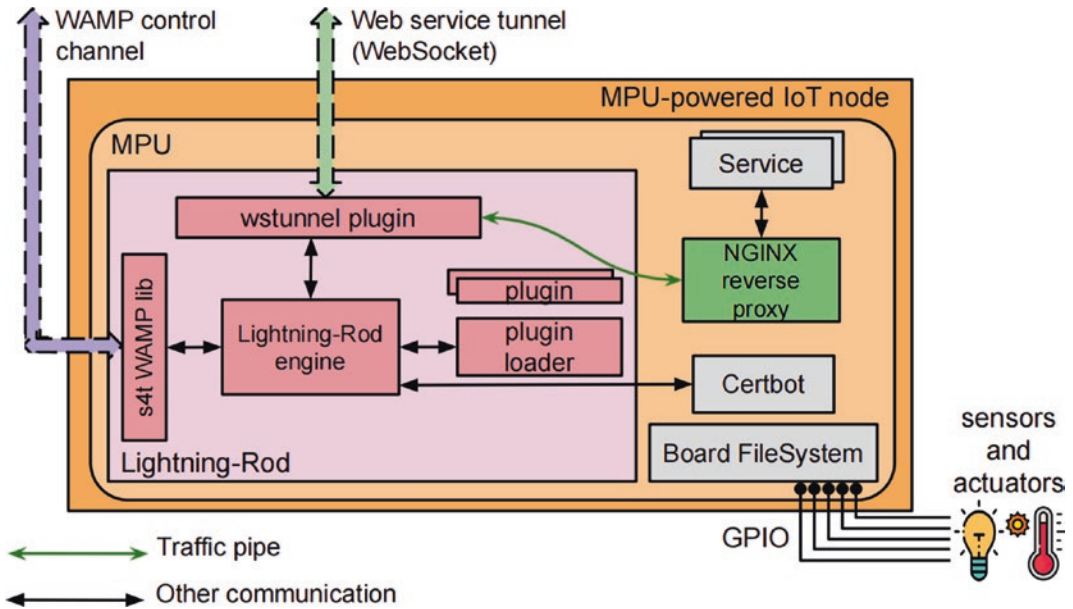 WAMP control
channel
Web service tunnel
(WebSocket)
MPU-powered IoT node
MPU
Service
wstunnel plugin
NGINX
reverse
proxy
s4t WAMP lib
Lightning-Rod
engine
plugin
plugin
loader
Certbot
Board FileSystem
Lightning-Rod
sensors
and
actuators
GPIO
Traffic pipe
Other communication